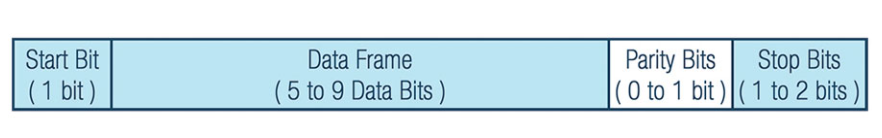 Start Bit
( 1 bit )
Data Frame
( 5 to 9 Data Bits )
Parity Bits
( 0 to 1 bit )
Stop Bits
( 1 to 2 bits )